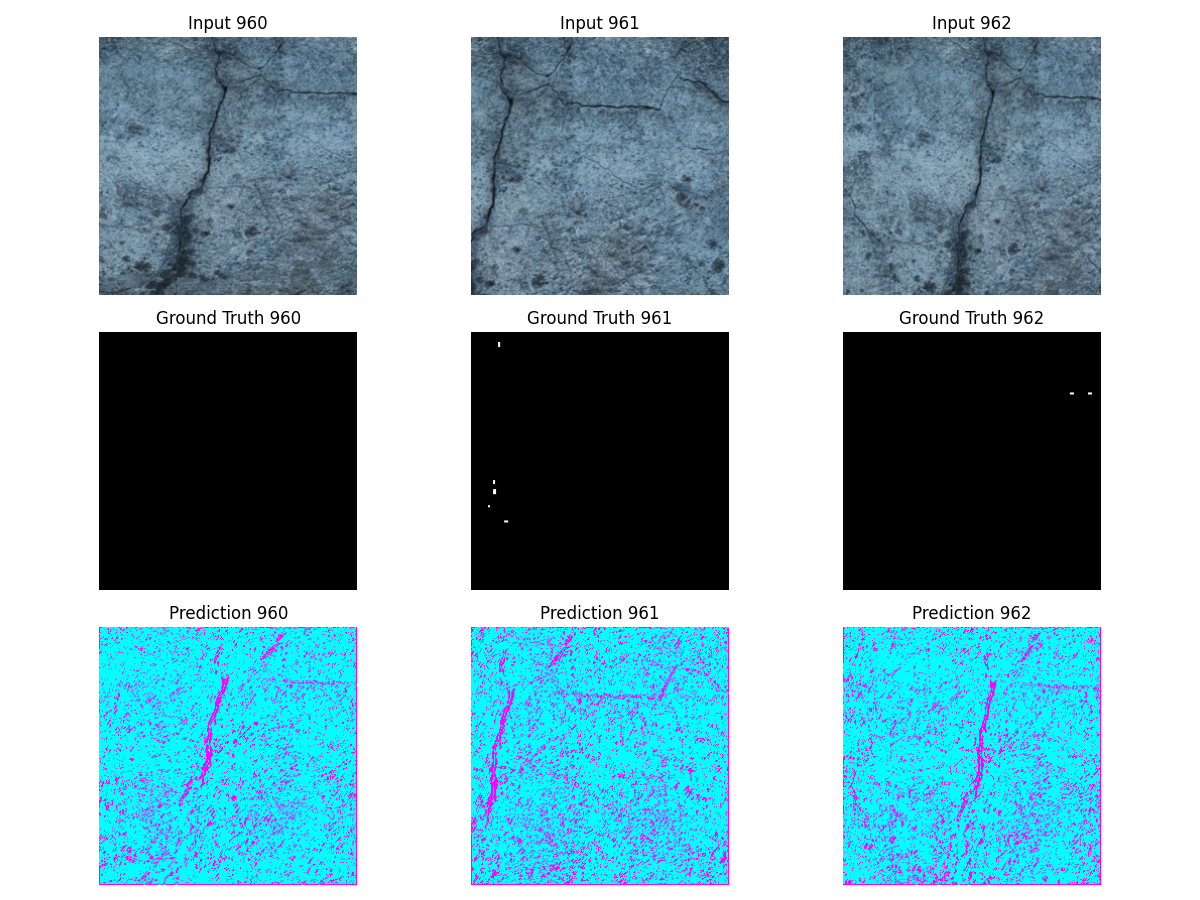 Input 960
Input 961
Input 962
Ground Truth 960
Ground Truth 961
Ground Truth 962
Prediction 960
Prediction 961
Prediction 962